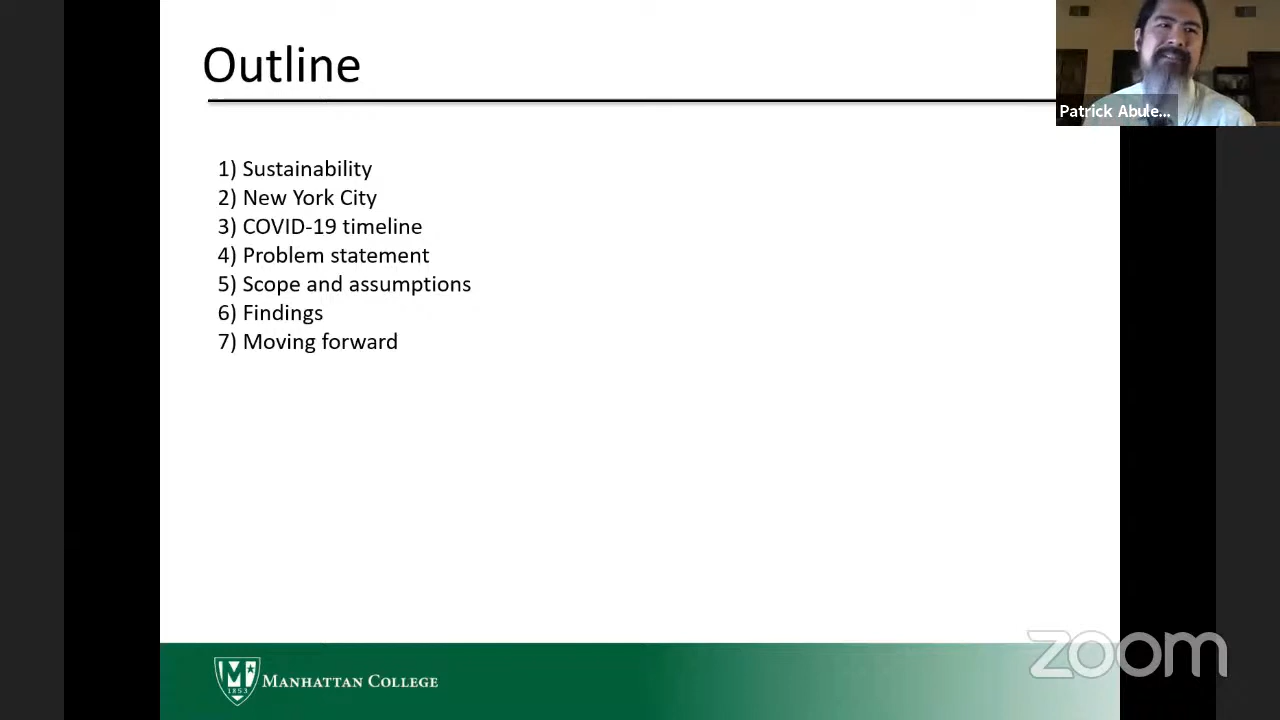 Outline
Patrick Abule...
1) Sustainability
2) New York City
3) COVID-19 timeline
4) Problem statement
5) Scope and assumptions
6) Findings
7) Moving forward
M
1853
MANHATTAN COLLEGE
zoom